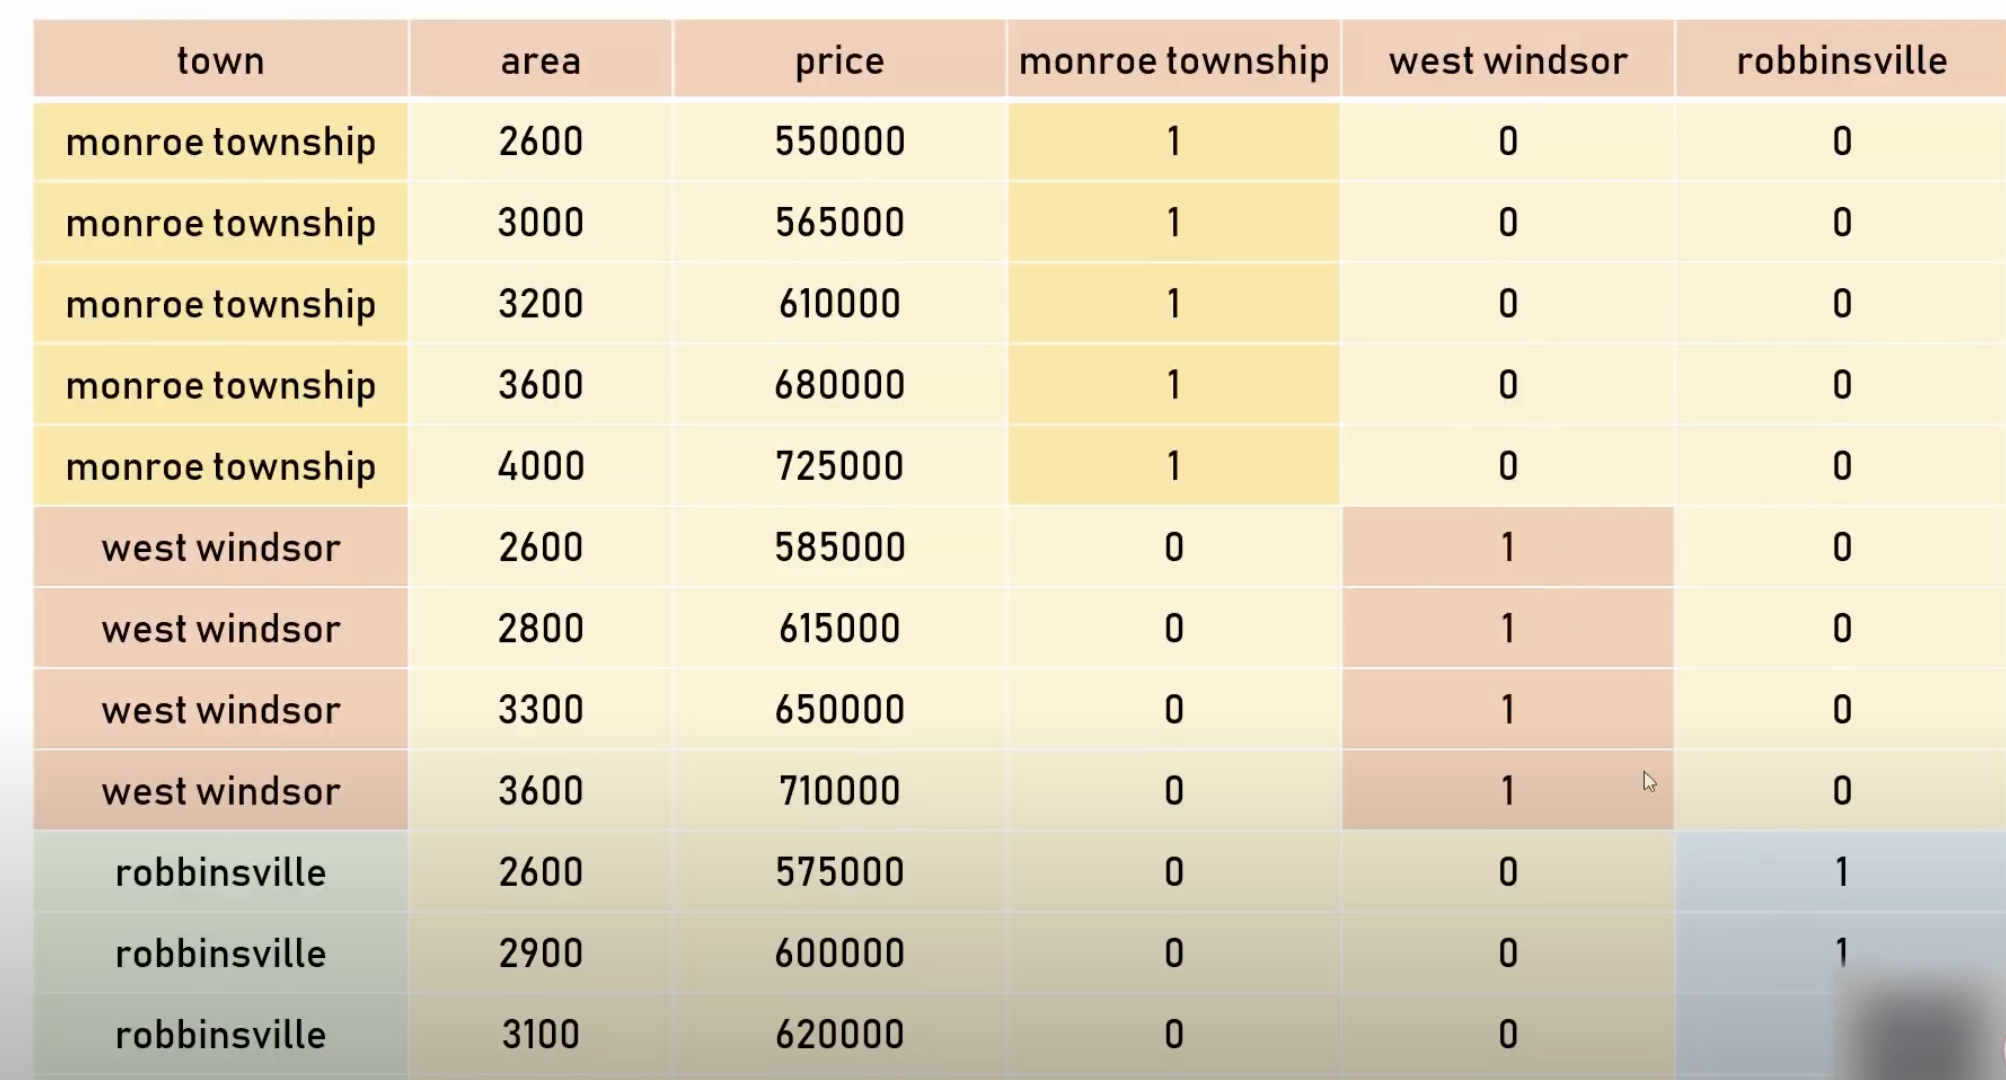 town area price monroe township west windsor robbinsville
monroe township 2600 550000 1 0 0
monroe township 3000 565000 1 0 0
monroe township 3200 610000 1 0 0
monroe township 3600 680000 1 0 0
monroe township 4000 725000 1 0 0
west windsor 2600 585000 0 1 0
west windsor 2800 615000 0 1 0
west windsor 3300 650000 0 1 0
west windsor 3600 710000 0 1 0
robbinsville 2600 575000 0 0 1
robbinsville 2900 600000 0 0 1
robbinsville 3100 620000 0 0